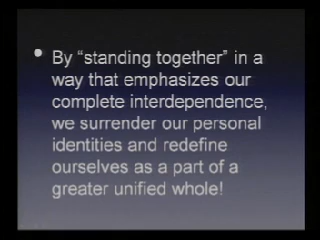 • By “standing together” in a
way that emphasizes our
complete interdependence,
we surrender our personal
identities and redefine
ourselves as a part of a
greater unified whole!